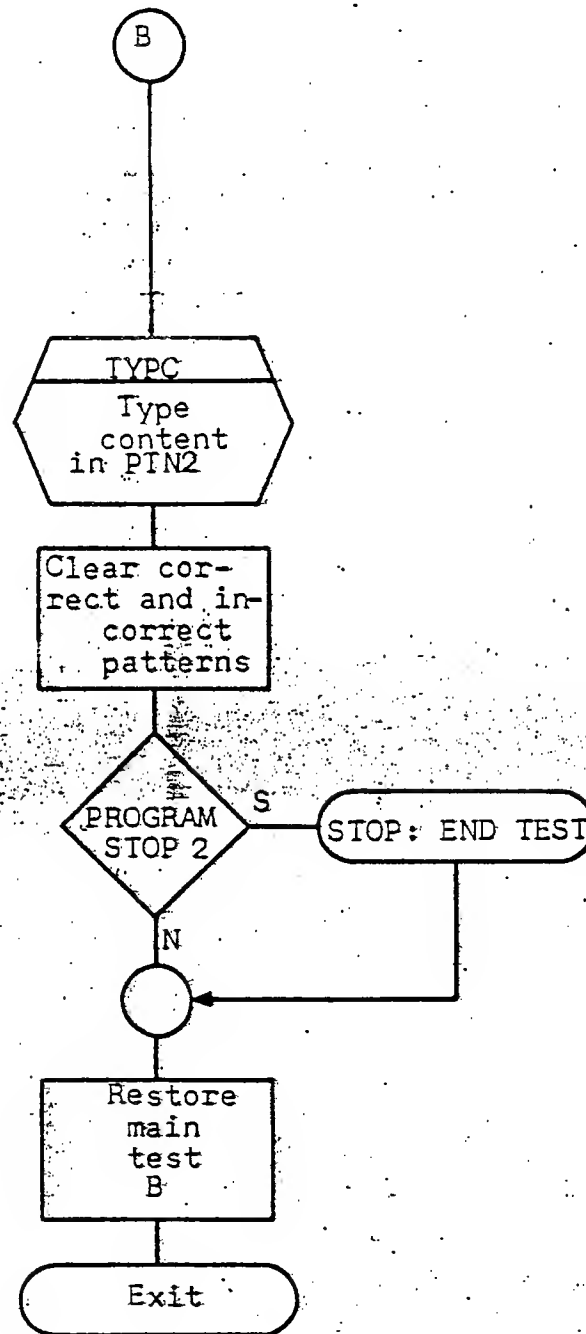 B
TYPC
Type
content
in PTN2
Clear cor-
rect and in-
correct
patterns
PROGRAM
STOP 2
S
STOP: END TEST
N
Restore
main
test
B
Exit